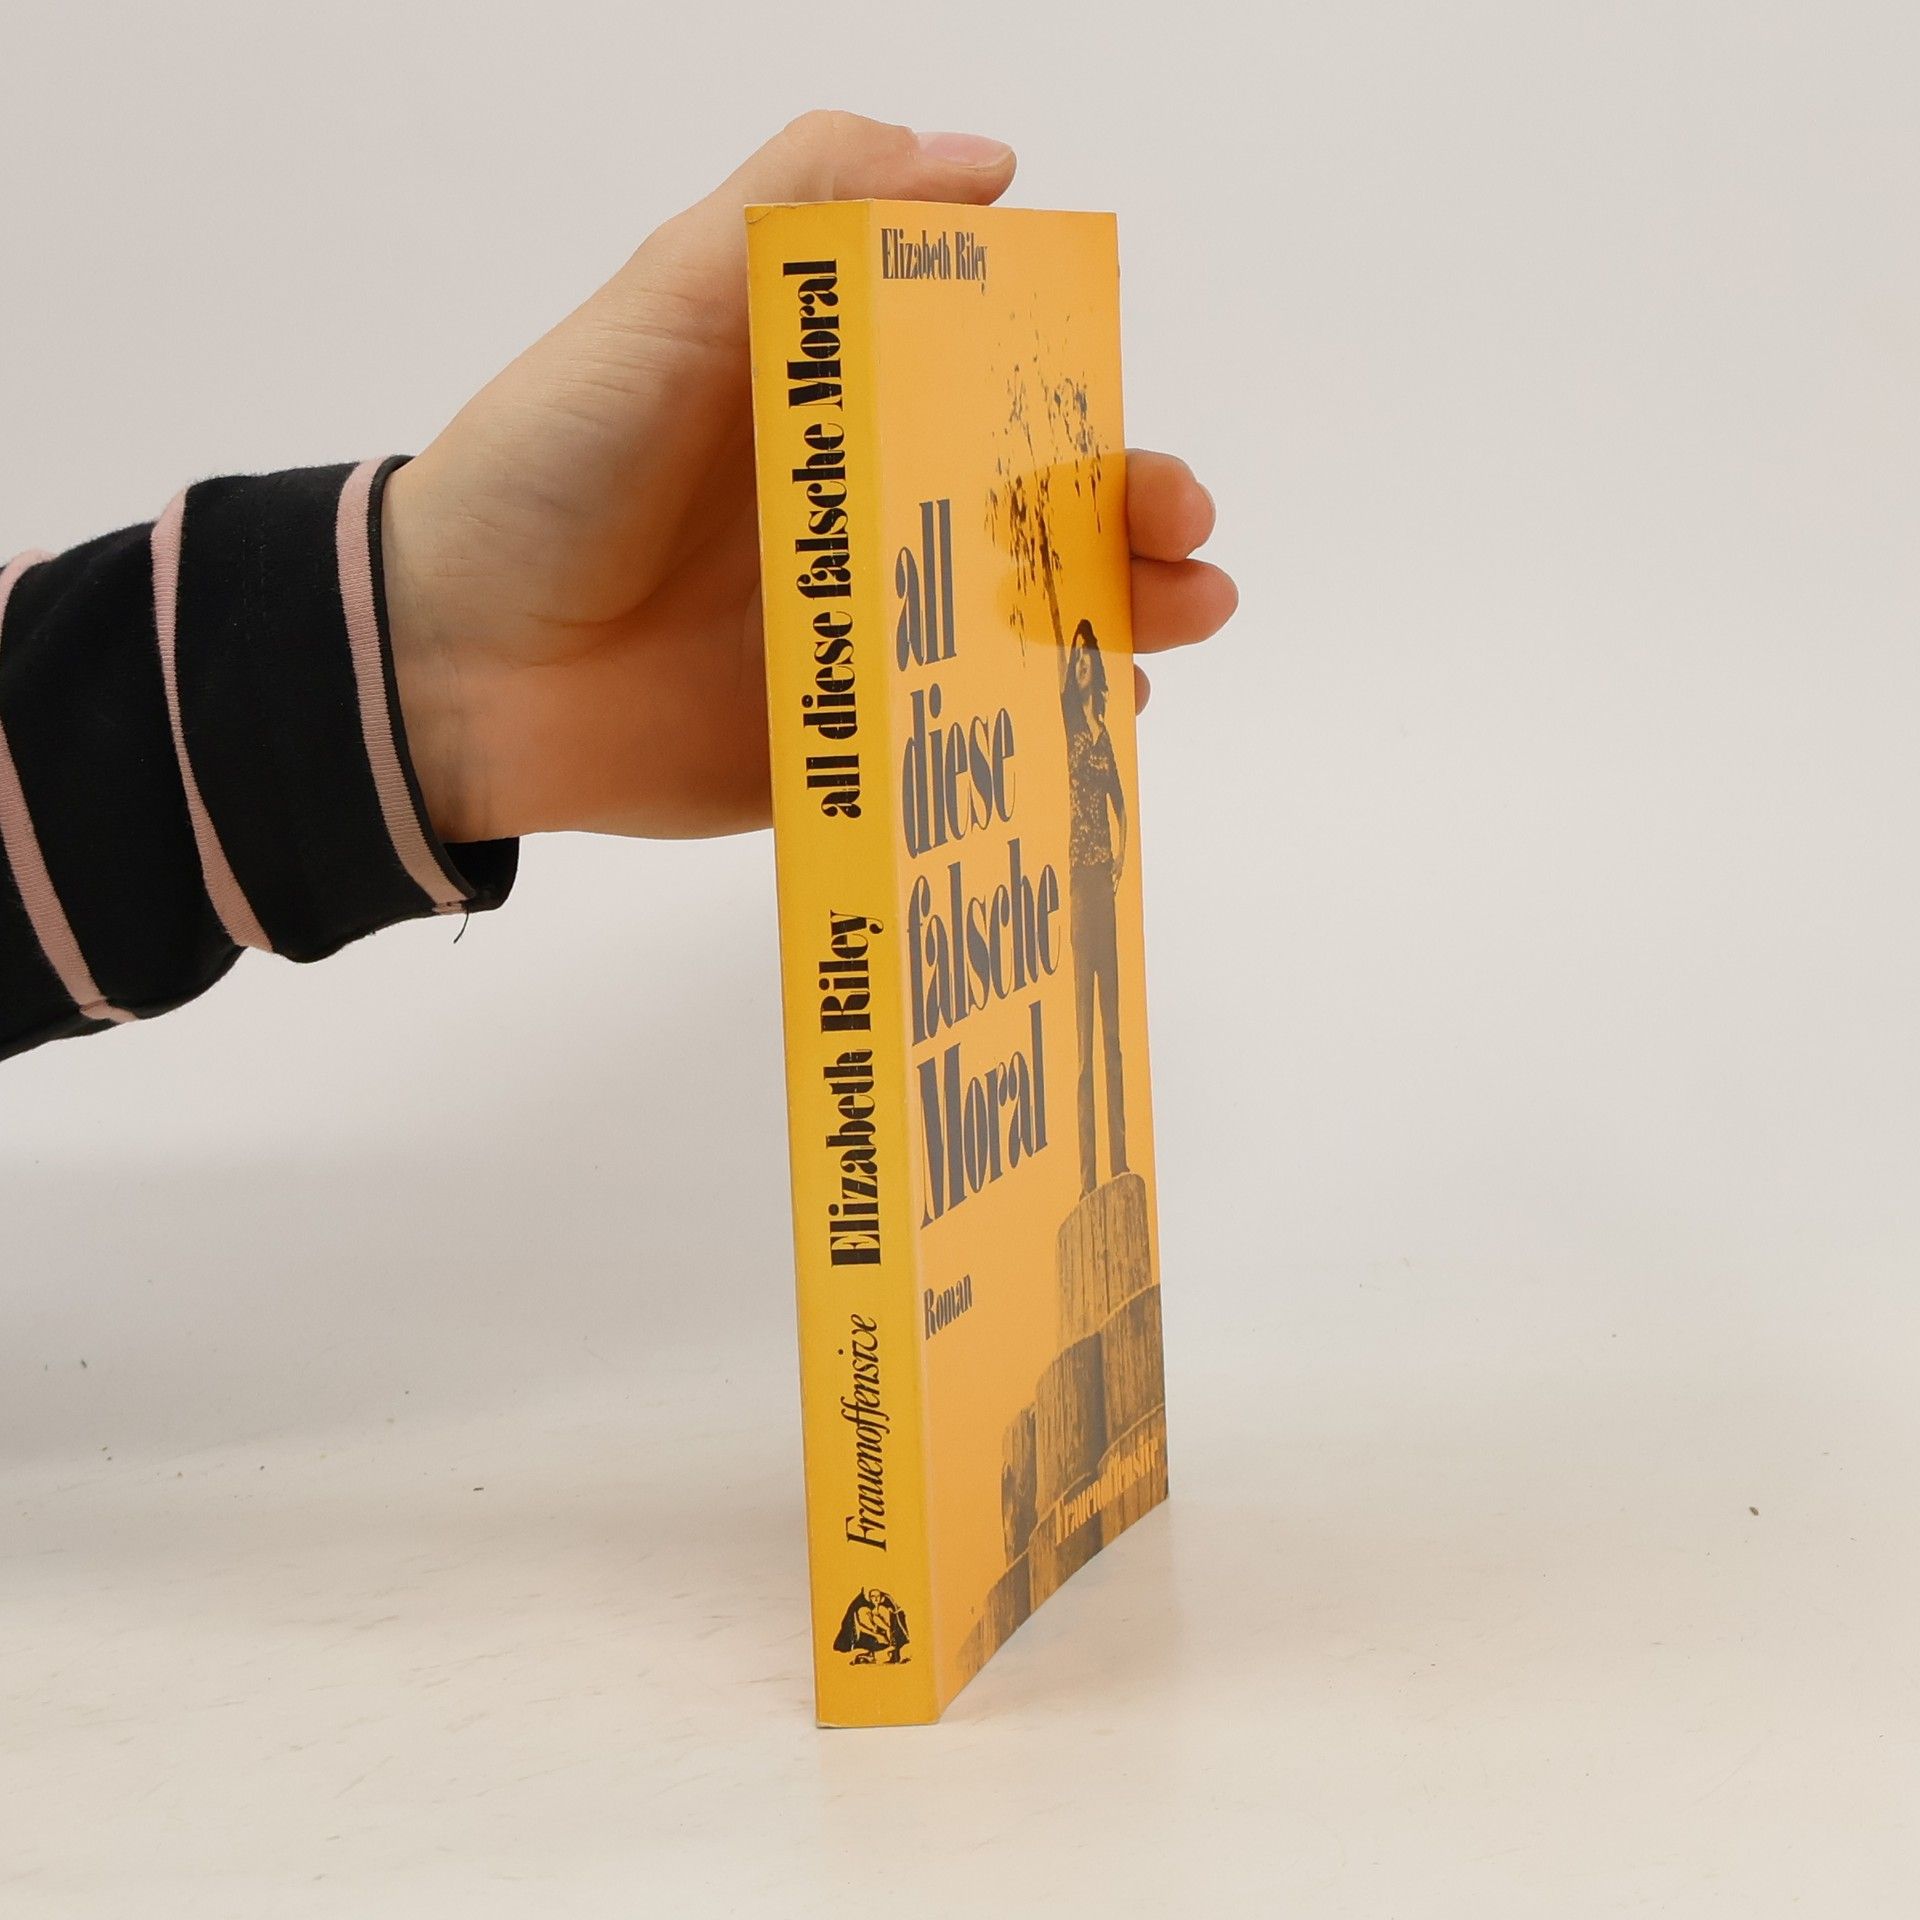 all diese falsche Moral
Elizabeth Riley
Frauenoffensive
Elizabeth Riley
all
diese
falsche
Moral
Roman
Frauenoffensive